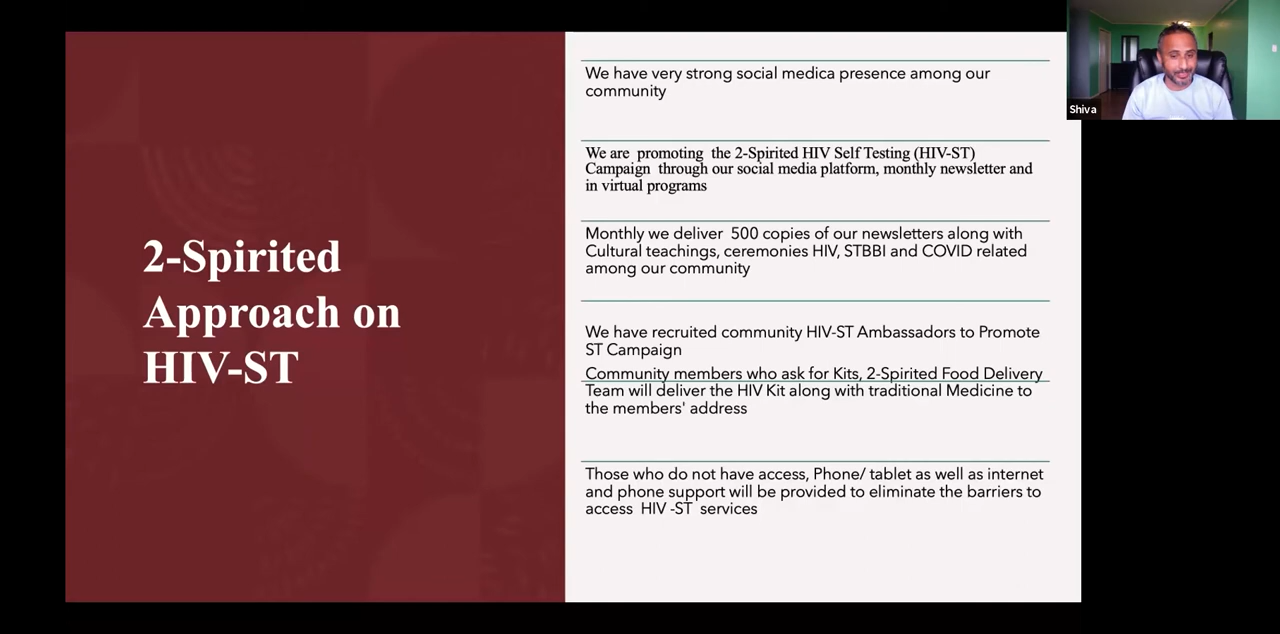 2-Spirited
Approach on
HIV-ST
We have very strong social medica presence among our
community
We are promoting the 2-Spirited HIV Self Testing (HIV-ST)
Campaign through our social media platform, monthly newsletter and
in virtual programs
Monthly we deliver 500 copies of our newsletters along with
Cultural teachings, ceremonies HIV, STBBI and COVID related
among our community
We have recruited community HIV-ST Ambassadors to Promote
ST Campaign
Community members who ask for Kits, 2-Spirited Food Delivery
Team will deliver the HIV Kit along with traditional Medicine to
the members' address
Those who do not have access, Phone/ tablet as well as internet
and phone support will be provided to eliminate the barriers to
access HIV -ST services
Shiva